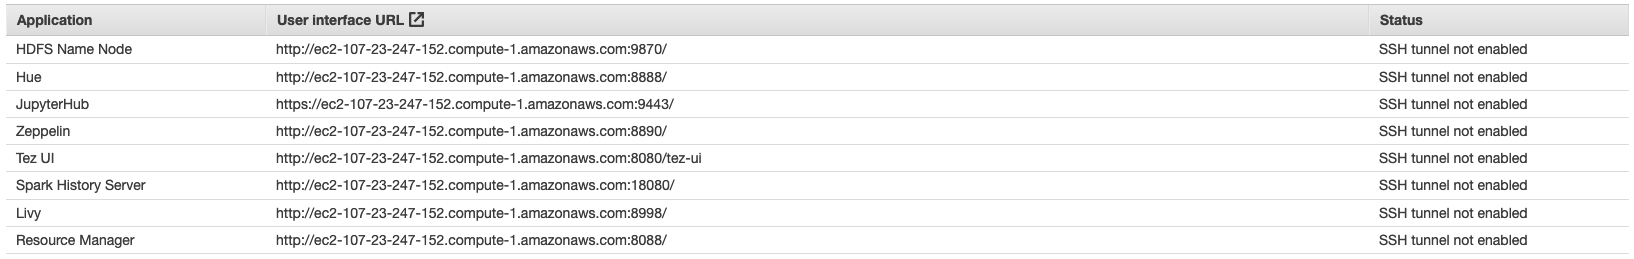 Application User interface URL Status
HDFS Name Node http://ec2-107-23-247-152.compute-1.amazonaws.com:9870/ SSH tunnel not enabled
Hue http://ec2-107-23-247-152.compute-1.amazonaws.com:8888/ SSH tunnel not enabled
JupyterHub https://ec2-107-23-247-152.compute-1.amazonaws.com:9443/ SSH tunnel not enabled
Zeppelin http://ec2-107-23-247-152.compute-1.amazonaws.com:8890/ SSH tunnel not enabled
Tez UI http://ec2-107-23-247-152.compute-1.amazonaws.com:8080/tez-ui SSH tunnel not enabled
Spark History Server http://ec2-107-23-247-152.compute-1.amazonaws.com:18080/ SSH tunnel not enabled
Livy http://ec2-107-23-247-152.compute-1.amazonaws.com:8998/ SSH tunnel not enabled
Resource Manager http://ec2-107-23-247-152.compute-1.amazonaws.com:8088/ SSH tunnel not enabled